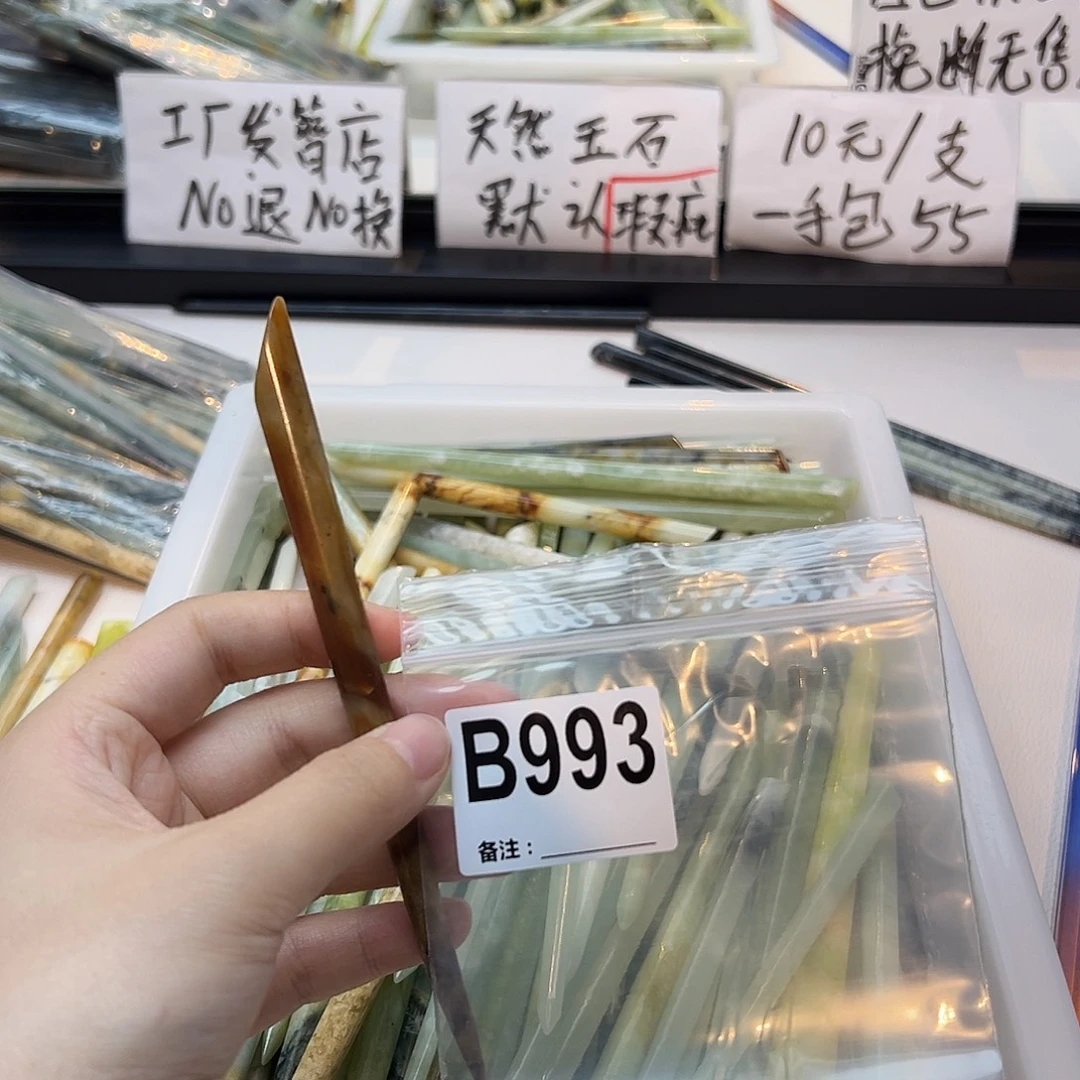 挽断无售
工厂发簪店
No退No换
天然玉石
默认瑕疵
10元/支
一手包55
B993
备注：